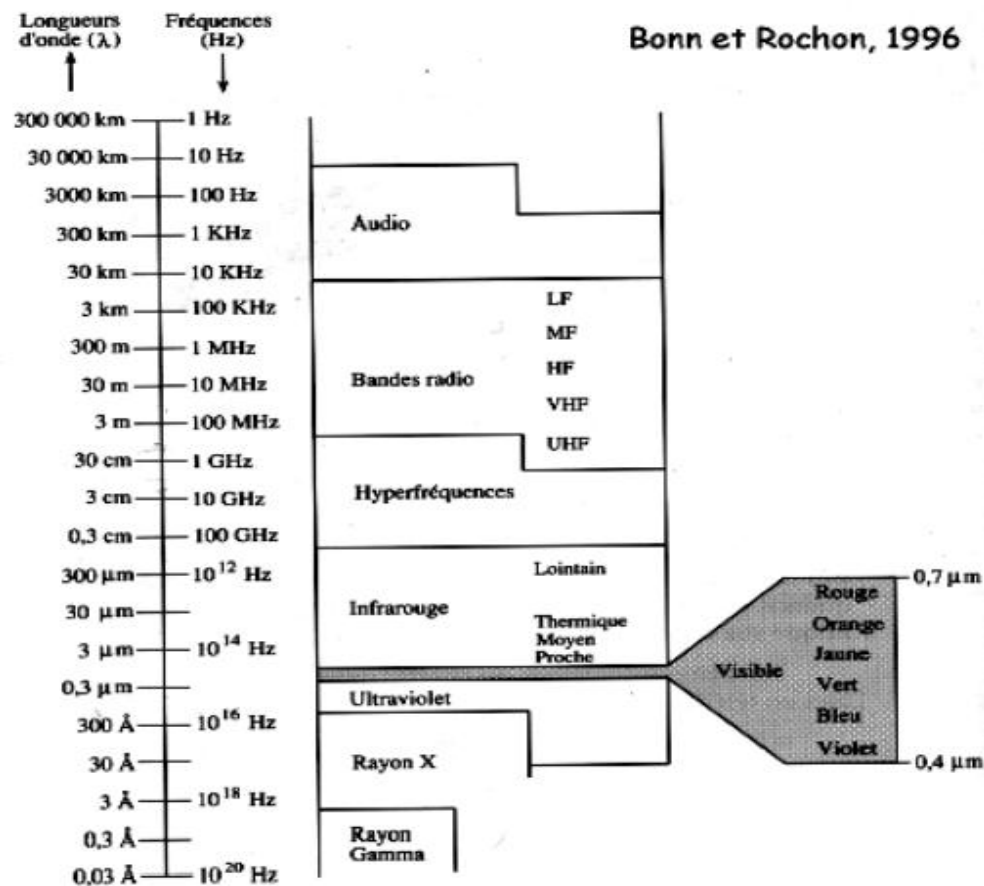 Longueurs d'onde (λ)
Fréquences (Hz)
Bonn et Rochon, 1996
300 000 km 1 Hz
30 000 km 10 Hz
3000 km 100 Hz
300 km 1 KHz
30 km 10 KHz
3 km 100 KHz
300 m 1 MHz
30 m 10 MHz
3 m 100 MHz
30 cm 1 GHz
3 cm 10 GHz
0,3 cm 100 GHz
300 µm 10¹² Hz
30 µm
3 µm 10¹⁴ Hz
0,3 µm
300 Å 10¹⁶ Hz
30 Å
3 Å 10¹⁸ Hz
0,3 Å
0,03 Å 10²⁰ Hz
Audio
Bandes radio
LF
MF
HF
VHF
UHF
Hyperfréquences
Infrarouge
Lointain
Thermique
Moyen
Proche
Ultraviolet
Rayon X
Rayon
Gamma
Visible
0,7 µm
Rouge
Orange
Jaune
Vert
Bleu
Violet
0,4 µm